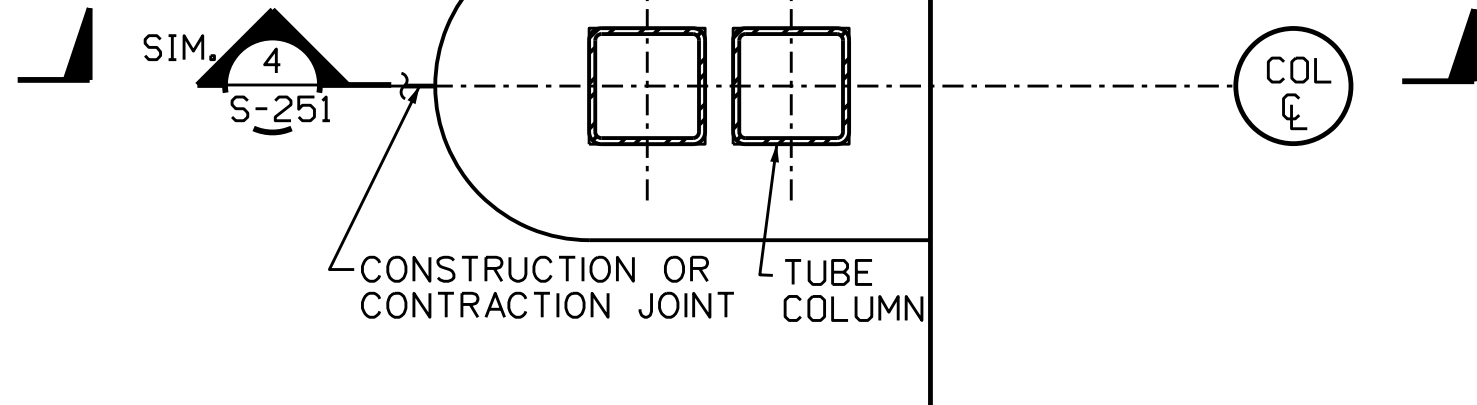 SIM.
4
S-251
COL
℄
CONSTRUCTION OR
CONTRACTION JOINT
TUBE
COLUMN